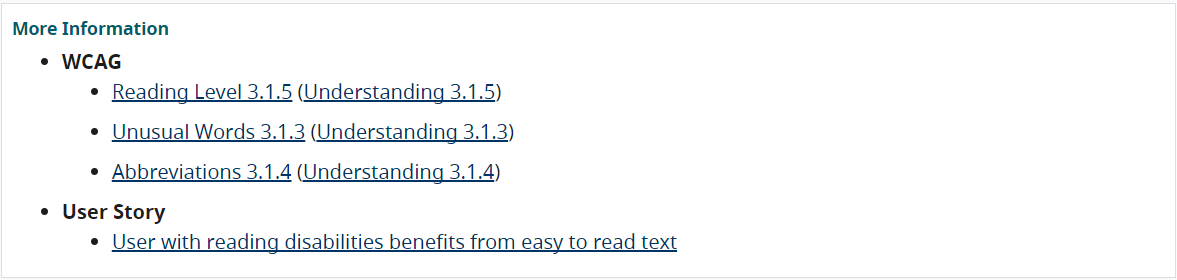 More Information
WCAG
Reading Level 3.1.5 (Understanding 3.1.5)
Unusual Words 3.1.3 (Understanding 3.1.3)
Abbreviations 3.1.4 (Understanding 3.1.4)
User Story
User with reading disabilities benefits from easy to read text